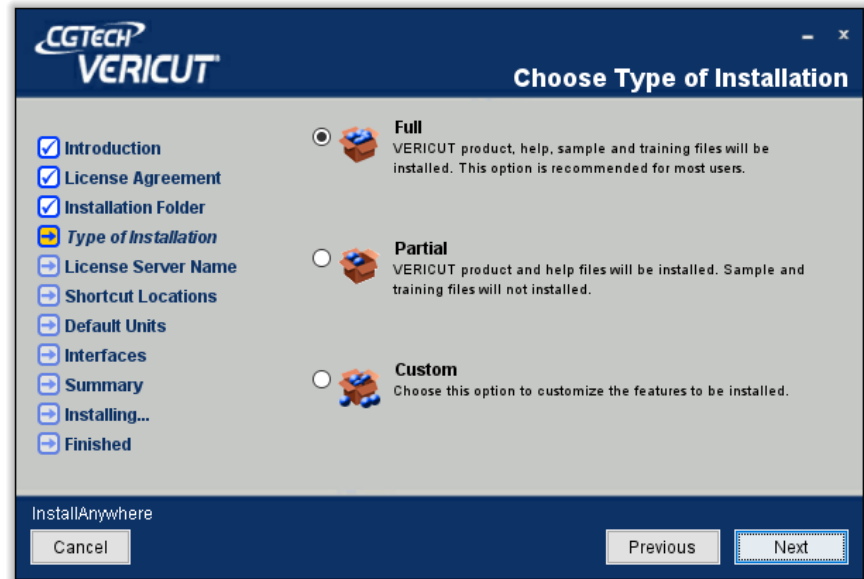 CGTECH
VERICUT
Choose Type of Installation
Introduction
License Agreement
Installation Folder
Type of Installation
License Server Name
Shortcut Locations
Default Units
Interfaces
Summary
Installing...
Finished
Full
VERICUT product, help, sample and training files will be
installed. This option is recommended for most users.
Partial
VERICUT product and help files will be installed. Sample and
training files will not installed.
Custom
Choose this option to customize the features to be installed.
InstallAnywhere
Cancel
Previous
Next